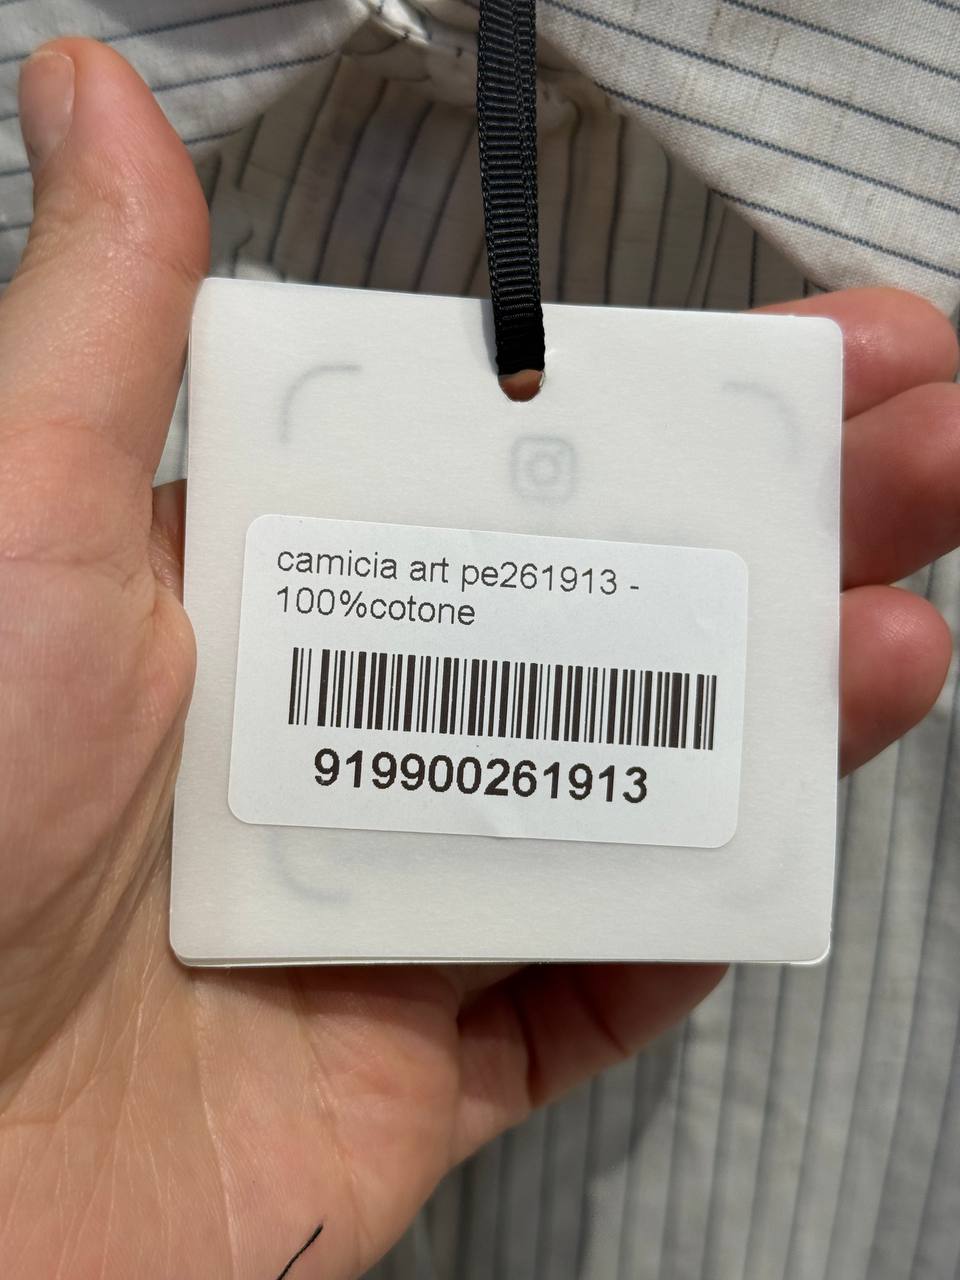 camicia art pe261913 -
100%cotone
919900261913